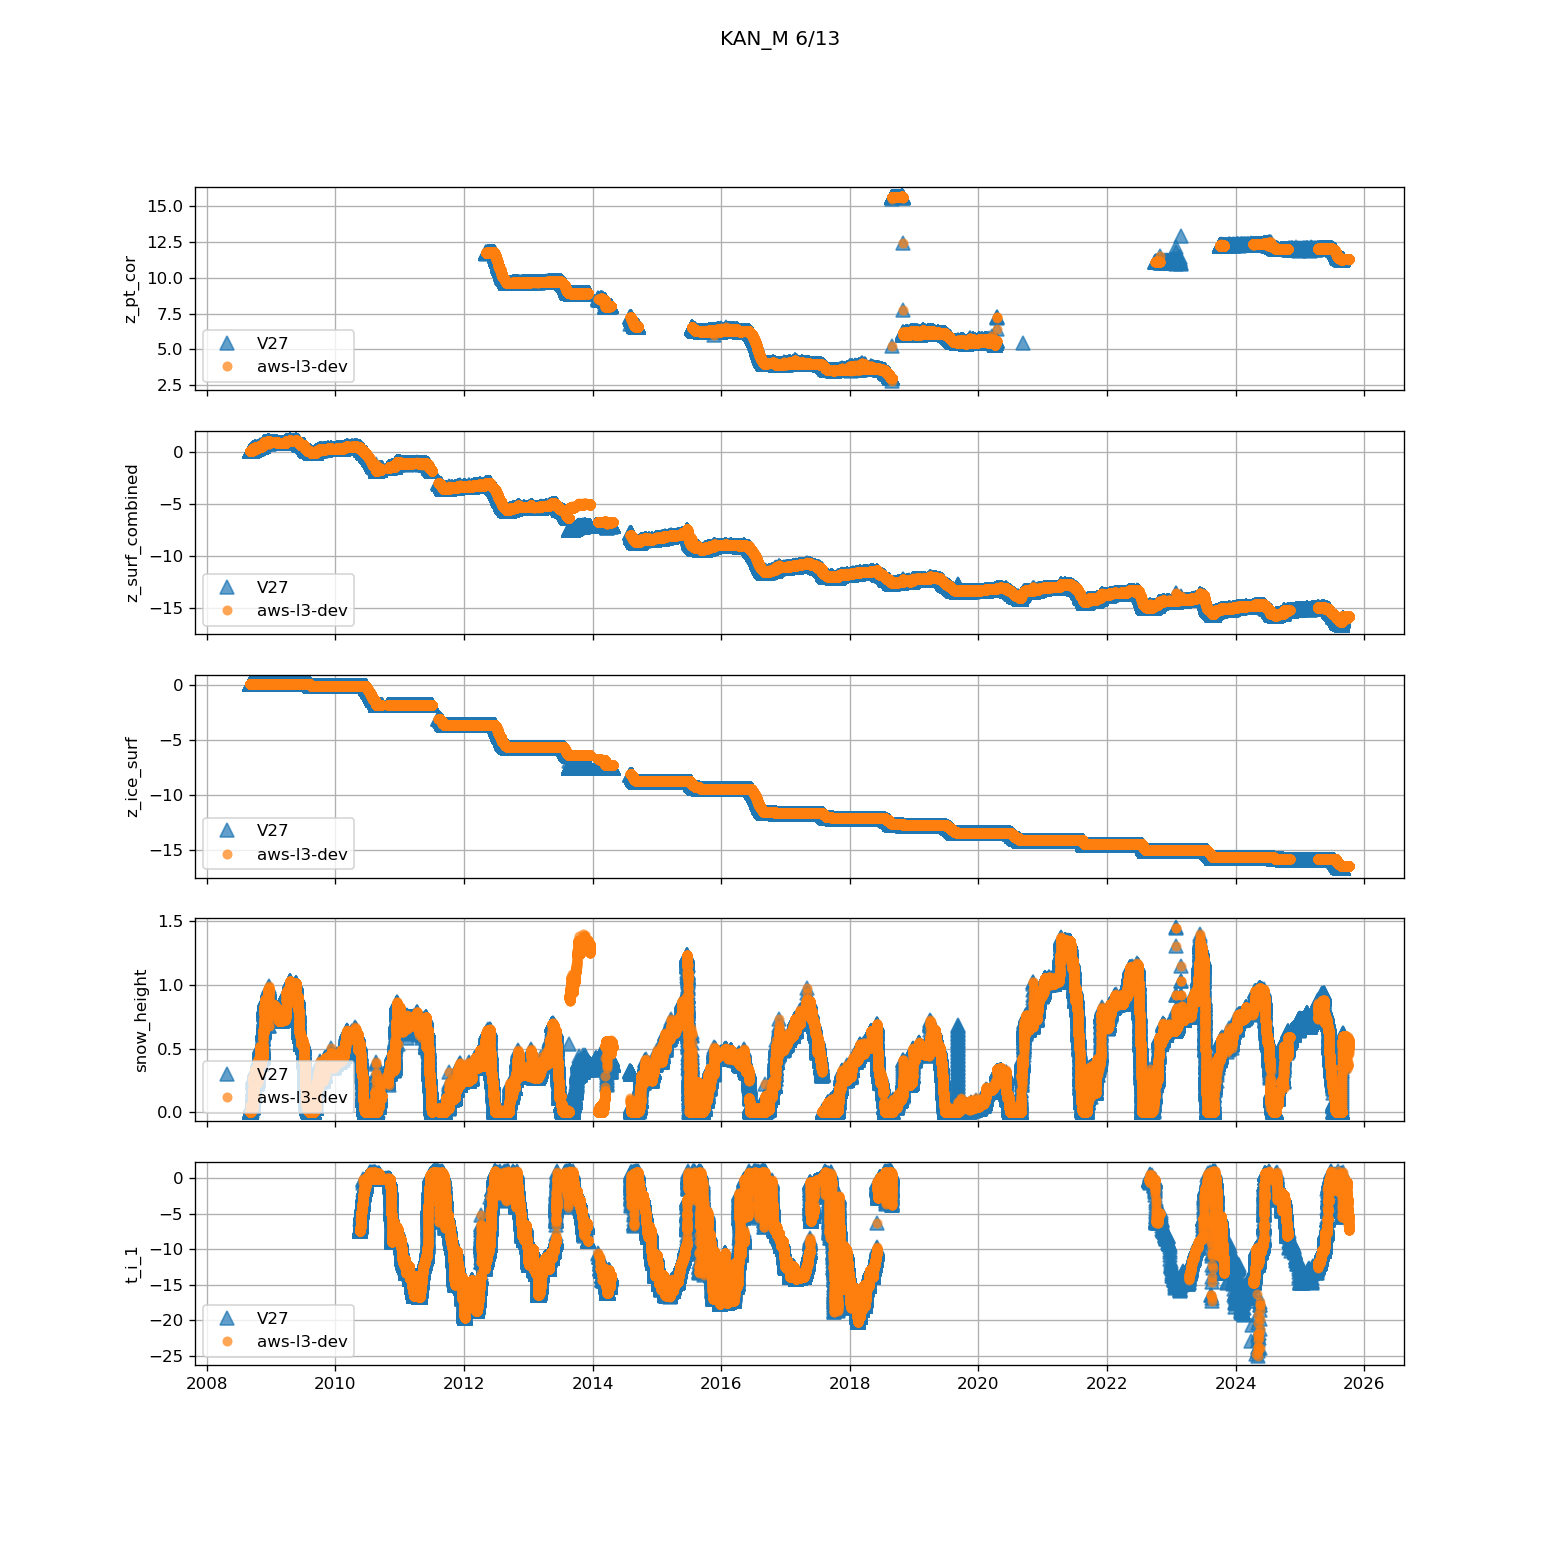 KAN_M 6/13
z_pt_cor
15.0
12.5
10.0
7.5
5.0
2.5
V27
aws-l3-dev
z_surf_combined
0
−5
−10
−15
V27
aws-l3-dev
z_ice_surf
0
−5
−10
−15
V27
aws-l3-dev
snow_height
1.5
1.0
0.5
0.0
V27
aws-l3-dev
t_i_1
0
−5
−10
−15
−20
−25
V27
aws-l3-dev
2008 2010 2012 2014 2016 2018 2020 2022 2024 2026